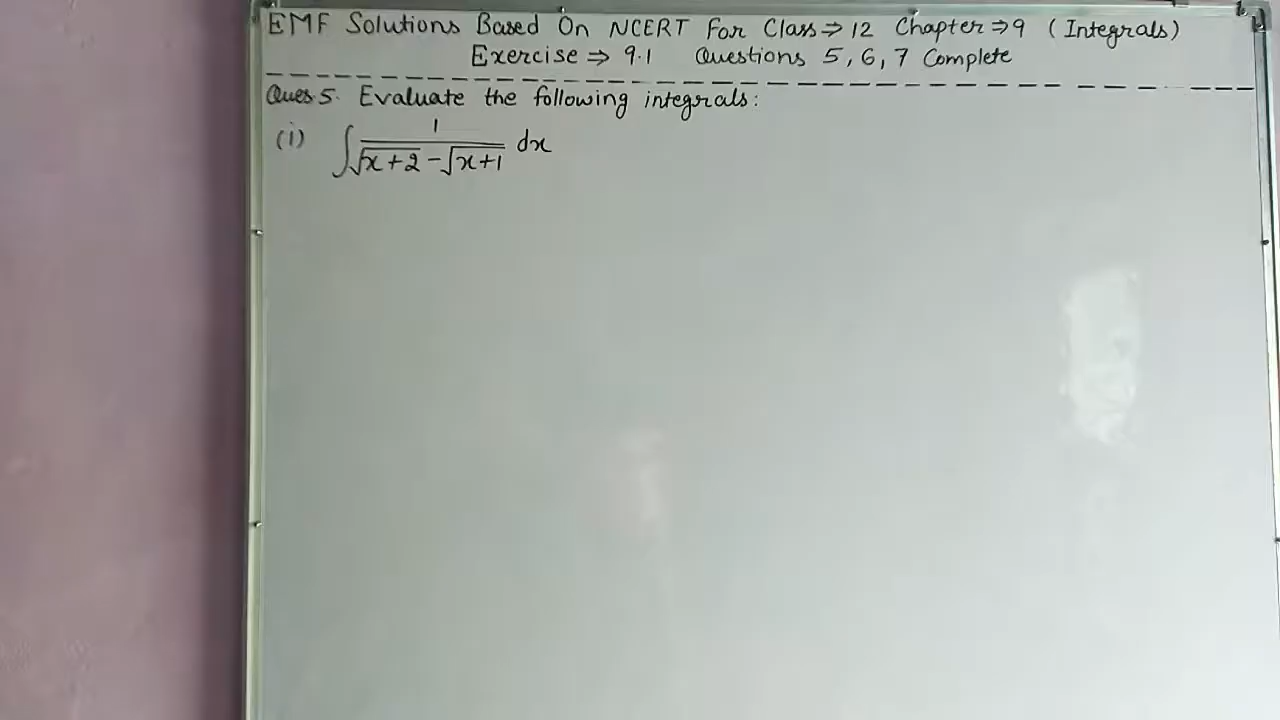 EMF Solutions Based On NCERT For Class ⇒ 12 Chapter ⇒ 9 (Integrals)
Exercise ⇒ 9.1 Questions 5, 6, 7 Complete
Ques 5. Evaluate the following integrals:
(i) ∫ 1/(√(x+2) - √(x+1)) dx